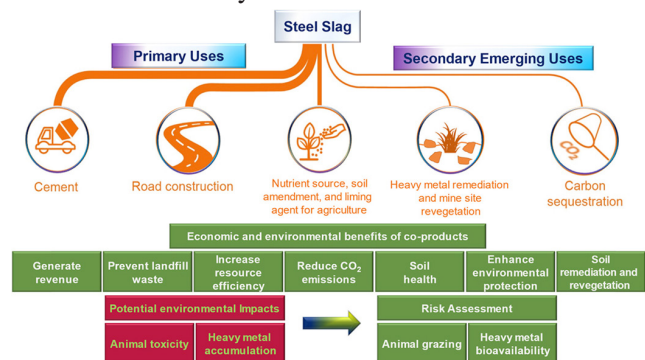 Steel Slag
Primary Uses
Secondary Emerging Uses
CO2
Cement
Road construction
Nutrient source, soil
amendment, and liming
agent for agriculture
Heavy metal remediation
and mine site
revegetation
Carbon
sequestration
Economic and environmental benefits of co-products
Generate
revenue
Prevent landfill
waste
Increase
resource
efficiency
Reduce CO2
emissions
Soil
health
Enhance
environmental
protection
Soil
remediation and
revegetation
Potential environmental Impacts
Risk Assessment
Animal toxicity
Heavy metal
accumulation
Animal grazing
Heavy metal
bioavailability